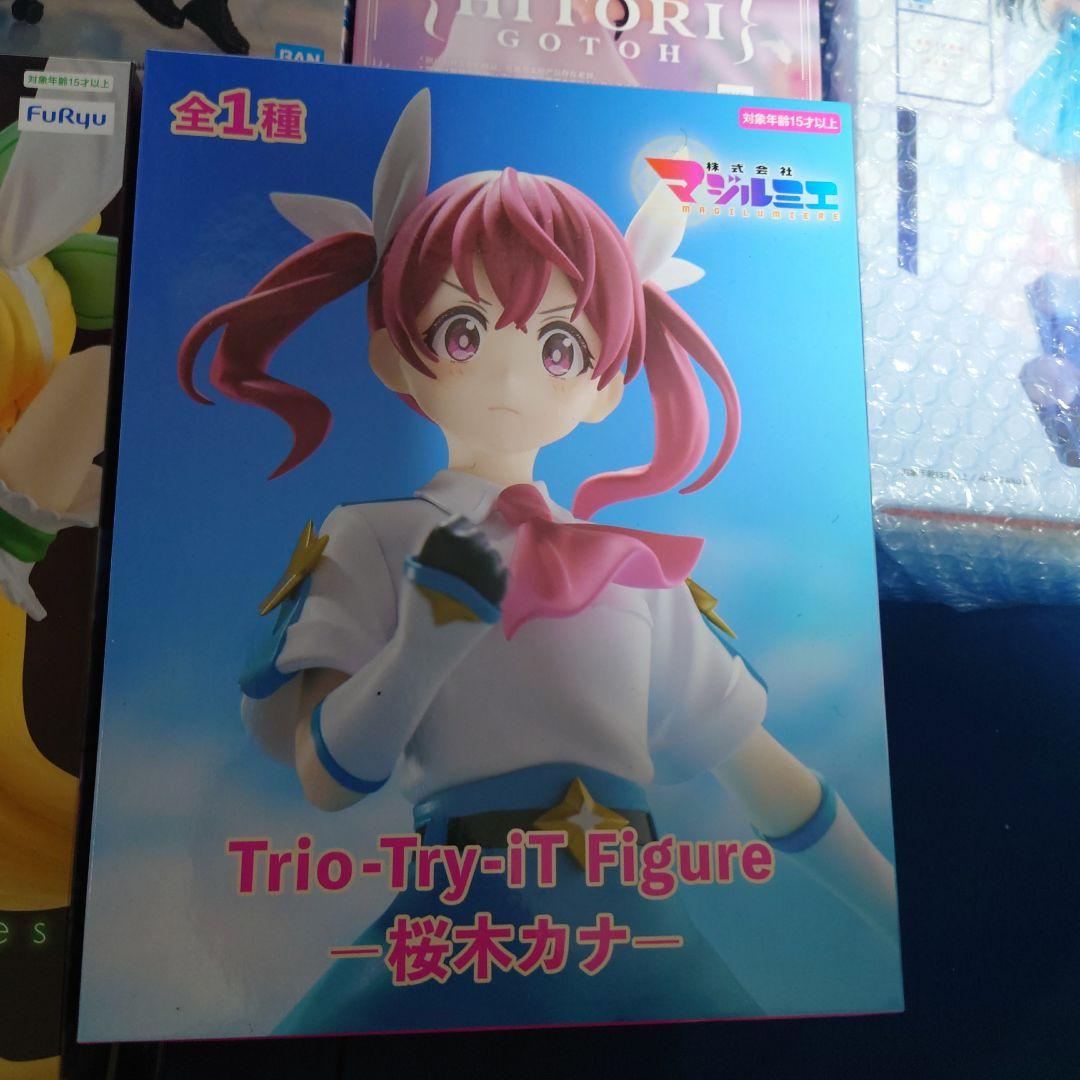 BAN
HITORI
GOTOH
対象年齢15才以上
FuRyu
全1種
対象年齢15才以上
株式会社
マジルミエ
MAGILUMIERE
Trio-Try-iT Figure
―桜木カナ―
es